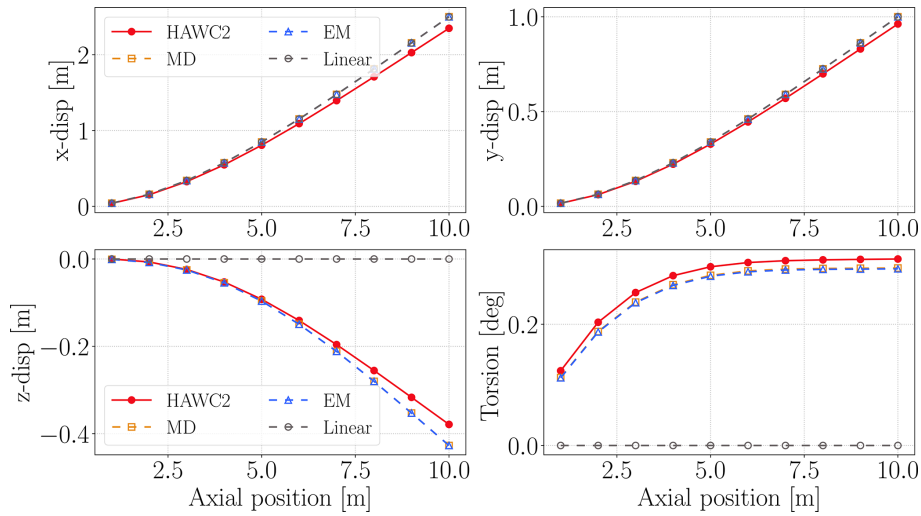 x-disp [m]
2
1
0
HAWC2
MD
EM
Linear
2.5 5.0 7.5 10.0
y-disp [m]
1.0
0.5
0.0
2.5 5.0 7.5 10.0
z-disp [m]
0.0
−0.2
−0.4
HAWC2
MD
EM
Linear
2.5 5.0 7.5 10.0
Axial position [m]
Torsion [deg]
0.2
0.0
2.5 5.0 7.5 10.0
Axial position [m]